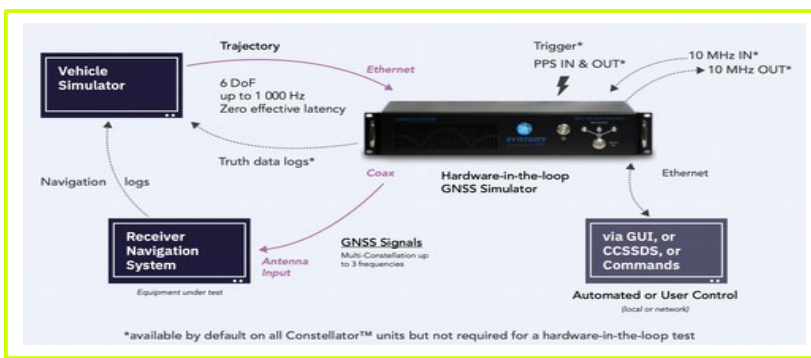 Trajectory
Trigger*
PPS IN & OUT*
10 MHz IN*
10 MHz OUT*
Vehicle
Simulator
Ethernet
6 DoF
up to 1 000 Hz
Zero effective latency
CONSTELLATOR
SYNTONY
Truth data logs*
Hardware-in-the-loop
GNSS Simulator
Coax
Ethernet
Navigation logs
Receiver
Navigation
System
Antenna
Input
GNSS Signals
Multi-Constellation up
to 3 frequencies
via GUI, or
CCSSDS, or
Commands
Equipment under test
Automated or User Control
(local or network)
*available by default on all Constellator™ units but not required for a hardware-in-the-loop test